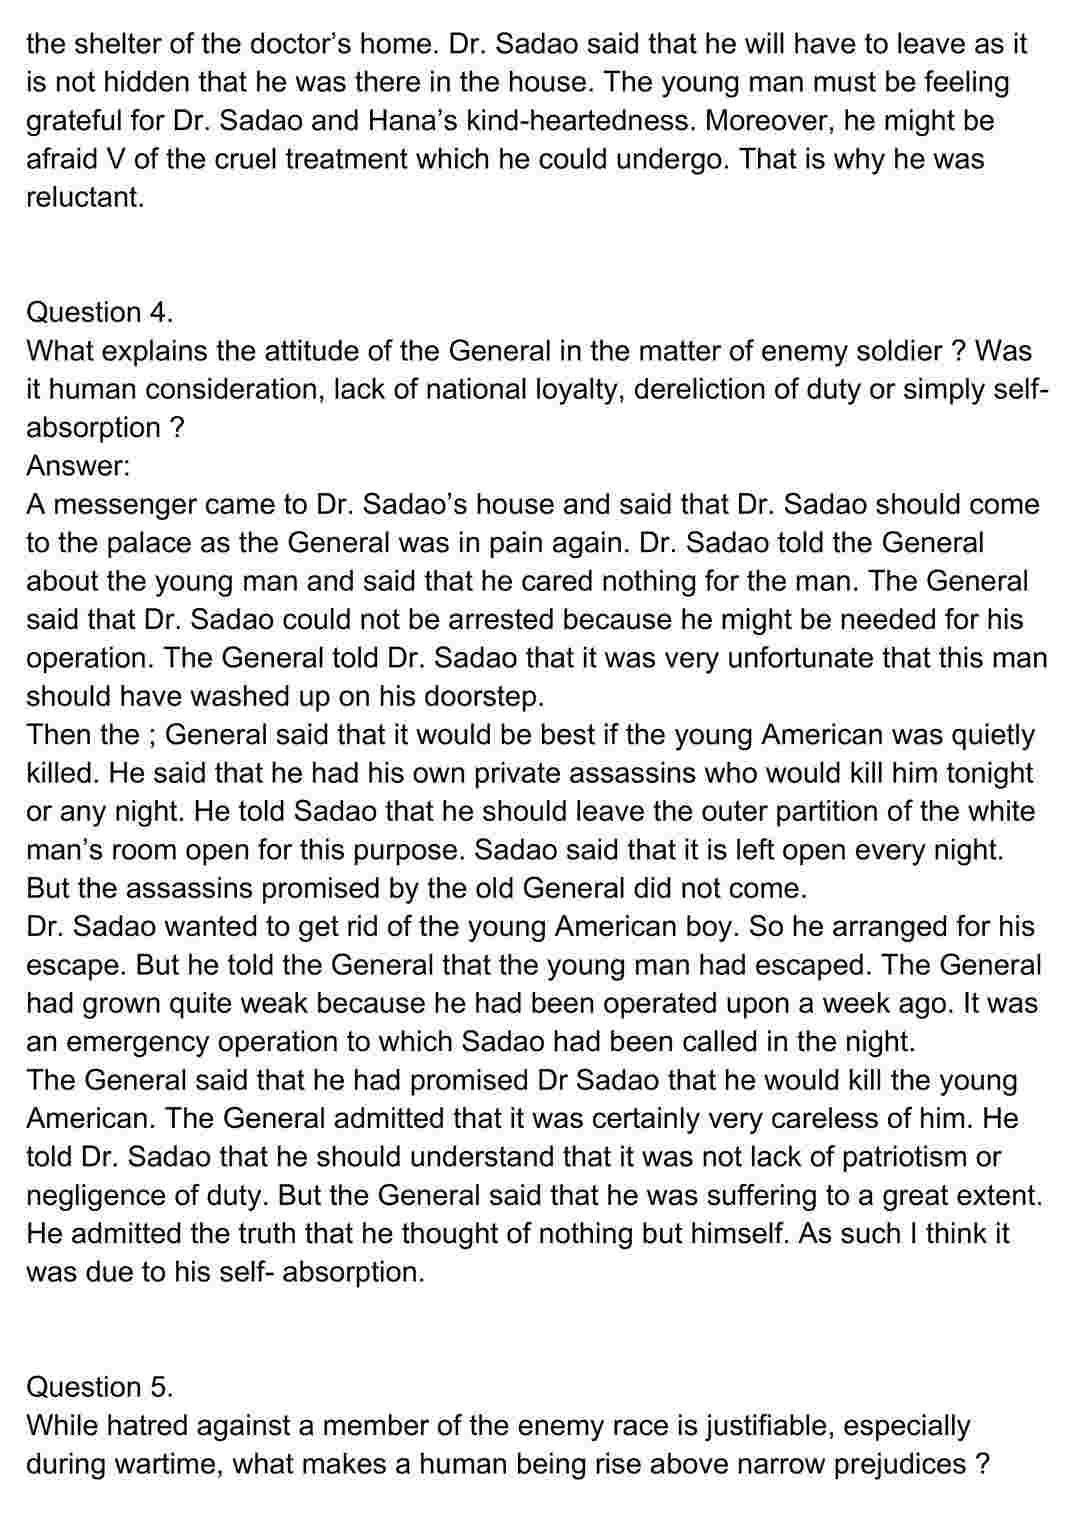 the shelter of the doctor’s home. Dr. Sadao said that he will have to leave as it
is not hidden that he was there in the house. The young man must be feeling
grateful for Dr. Sadao and Hana’s kind-heartedness. Moreover, he might be
afraid V of the cruel treatment which he could undergo. That is why he was
reluctant.
Question 4.
What explains the attitude of the General in the matter of enemy soldier ? Was
it human consideration, lack of national loyalty, dereliction of duty or simply self-
absorption ?
Answer:
A messenger came to Dr. Sadao’s house and said that Dr. Sadao should come
to the palace as the General was in pain again. Dr. Sadao told the General
about the young man and said that he cared nothing for the man. The General
said that Dr. Sadao could not be arrested because he might be needed for his
operation. The General told Dr. Sadao that it was very unfortunate that this man
should have washed up on his doorstep.
Then the ; General said that it would be best if the young American was quietly
killed. He said that he had his own private assassins who would kill him tonight
or any night. He told Sadao that he should leave the outer partition of the white
man’s room open for this purpose. Sadao said that it is left open every night.
But the assassins promised by the old General did not come.
Dr. Sadao wanted to get rid of the young American boy. So he arranged for his
escape. But he told the General that the young man had escaped. The General
had grown quite weak because he had been operated upon a week ago. It was
an emergency operation to which Sadao had been called in the night.
The General said that he had promised Dr Sadao that he would kill the young
American. The General admitted that it was certainly very careless of him. He
told Dr. Sadao that he should understand that it was not lack of patriotism or
negligence of duty. But the General said that he was suffering to a great extent.
He admitted the truth that he thought of nothing but himself. As such I think it
was due to his self- absorption.
Question 5.
While hatred against a member of the enemy race is justifiable, especially
during wartime, what makes a human being rise above narrow prejudices ?